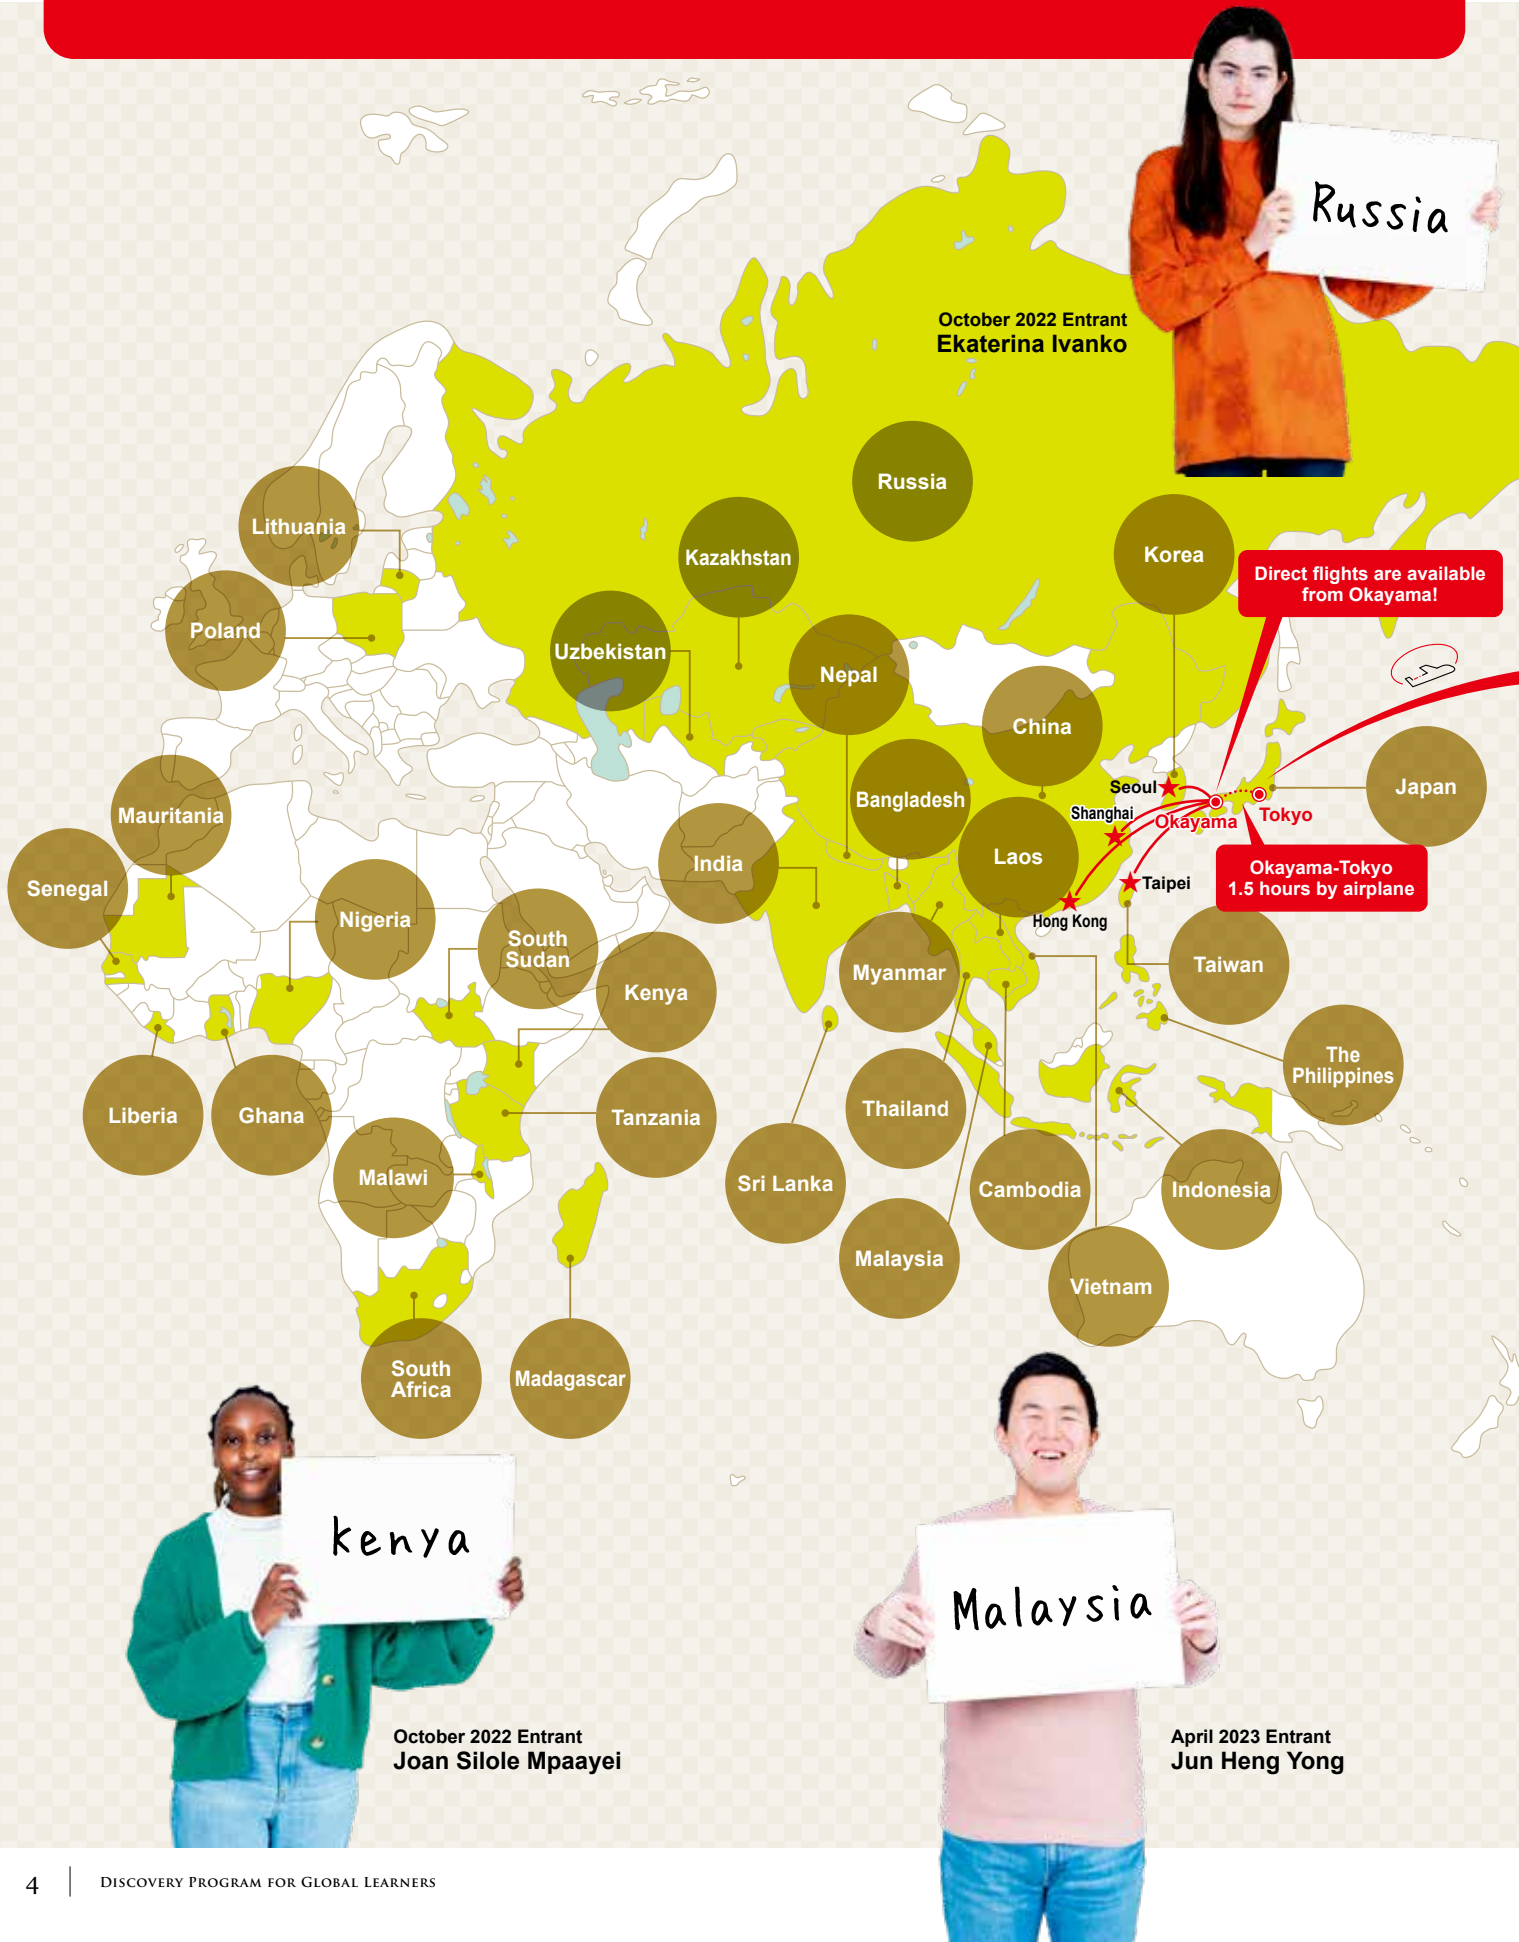 Russia
October 2022 Entrant
Ekaterina Ivanko
Russia
Lithuania
Kazakhstan
Korea
Direct flights are available
from Okayama!
Poland
Uzbekistan
Nepal
China
Mauritania
Bangladesh
Seoul
Japan
Shanghai
Okayama
Tokyo
Senegal
India
Laos
Okayama-Tokyo
1.5 hours by airplane
Taipei
Nigeria
Hong Kong
South
Sudan
Kenya
Myanmar
Taiwan
The
Philippines
Liberia
Ghana
Tanzania
Thailand
Malawi
Sri Lanka
Cambodia
Indonesia
Malaysia
Vietnam
South
Africa
Madagascar
kenya
Malaysia
October 2022 Entrant
Joan Silole Mpaayei
April 2023 Entrant
Jun Heng Yong
4
Discovery Program for Global Learners